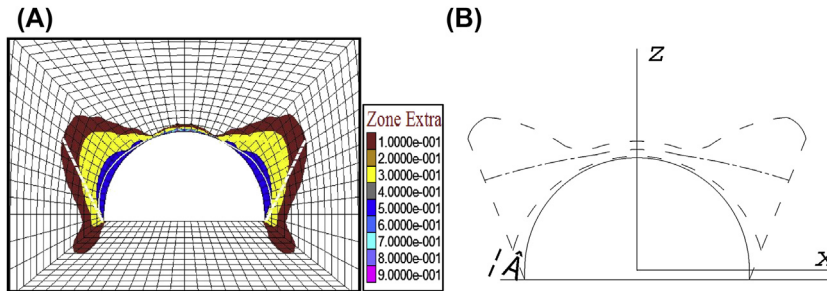 (A)
(B)
Zone Extra
1.0000e-001
2.0000e-001
3.0000e-001
4.0000e-001
5.0000e-001
6.0000e-001
7.0000e-001
8.0000e-001
9.0000e-001
Z
Â
x